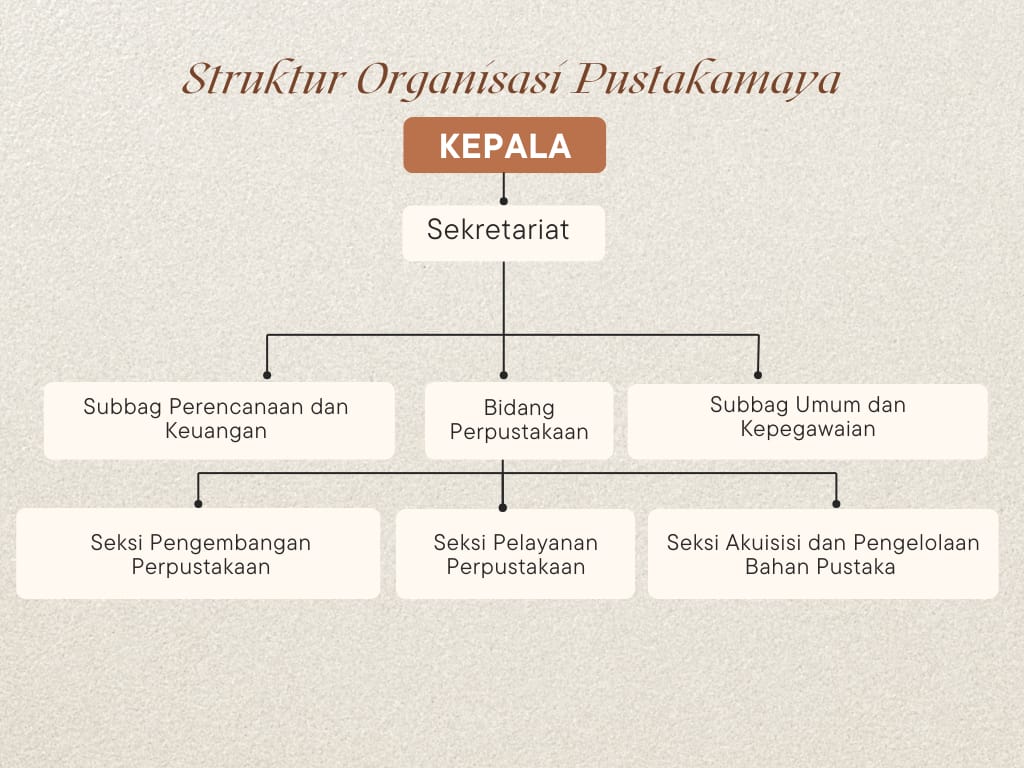 Struktur Organisasi Pustakamaya
KEPALA
Sekretariat
Subbag Perencanaan dan
Keuangan
Bidang
Perpustakaan
Subbag Umum dan
Kepegawaian
Seksi Pengembangan
Perpustakaan
Seksi Pelayanan
Perpustakaan
Seksi Akuisisi dan Pengelolaan
Bahan Pustaka